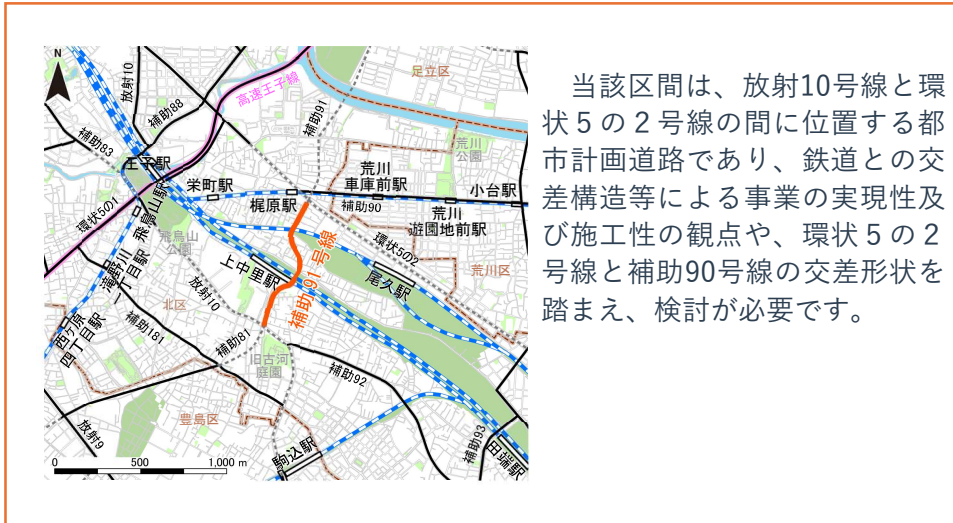 当該区間は、放射10号線と環
状５の２号線の間に位置する都
市計画道路であり、鉄道との交
差構造等による事業の実現性及
び施工性の観点や、環状５の２
号線と補助90号線の交差形状を
踏まえ、検討が必要です。
N
放射10
補助88
高速王子線
補助91
足立区
補助83
王子駅
荒川
公園
栄町駅
荒川
車庫前駅
小台駅
梶原駅
補助90
荒川
遊園地前駅
環状5の1
飛鳥山駅
飛鳥山
公園
環状5の2
滝野川
一丁目駅
上中里駅
補助91号線
尾久駅
荒川区
北区
放射10
西ケ原
四丁目駅
補助181
補助81
旧古河
庭園
補助92
豊島区
放射9
駒込駅
補助93
田端駅
0 500 1,000 m